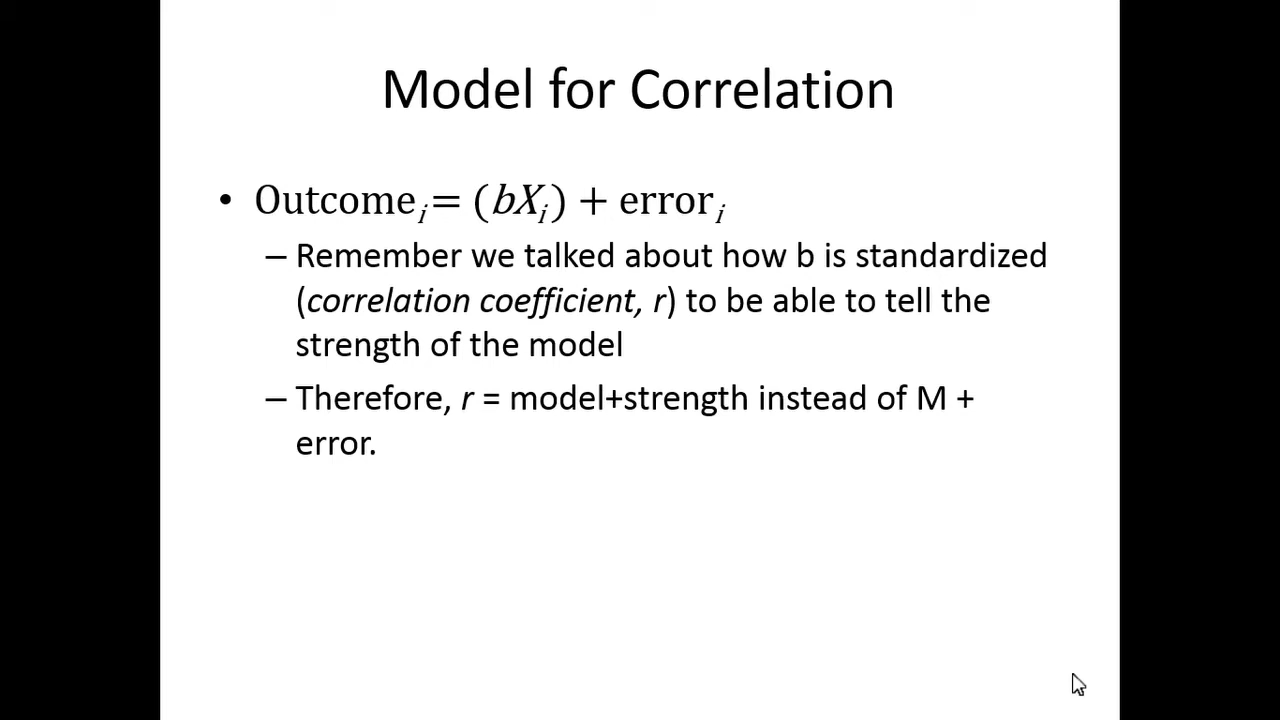 Model for Correlation
• Outcomeᵢ= (bXᵢ) + errorᵢ
– Remember we talked about how b is standardized
(correlation coefficient, r) to be able to tell the
strength of the model
– Therefore, r = model+strength instead of M +
error.